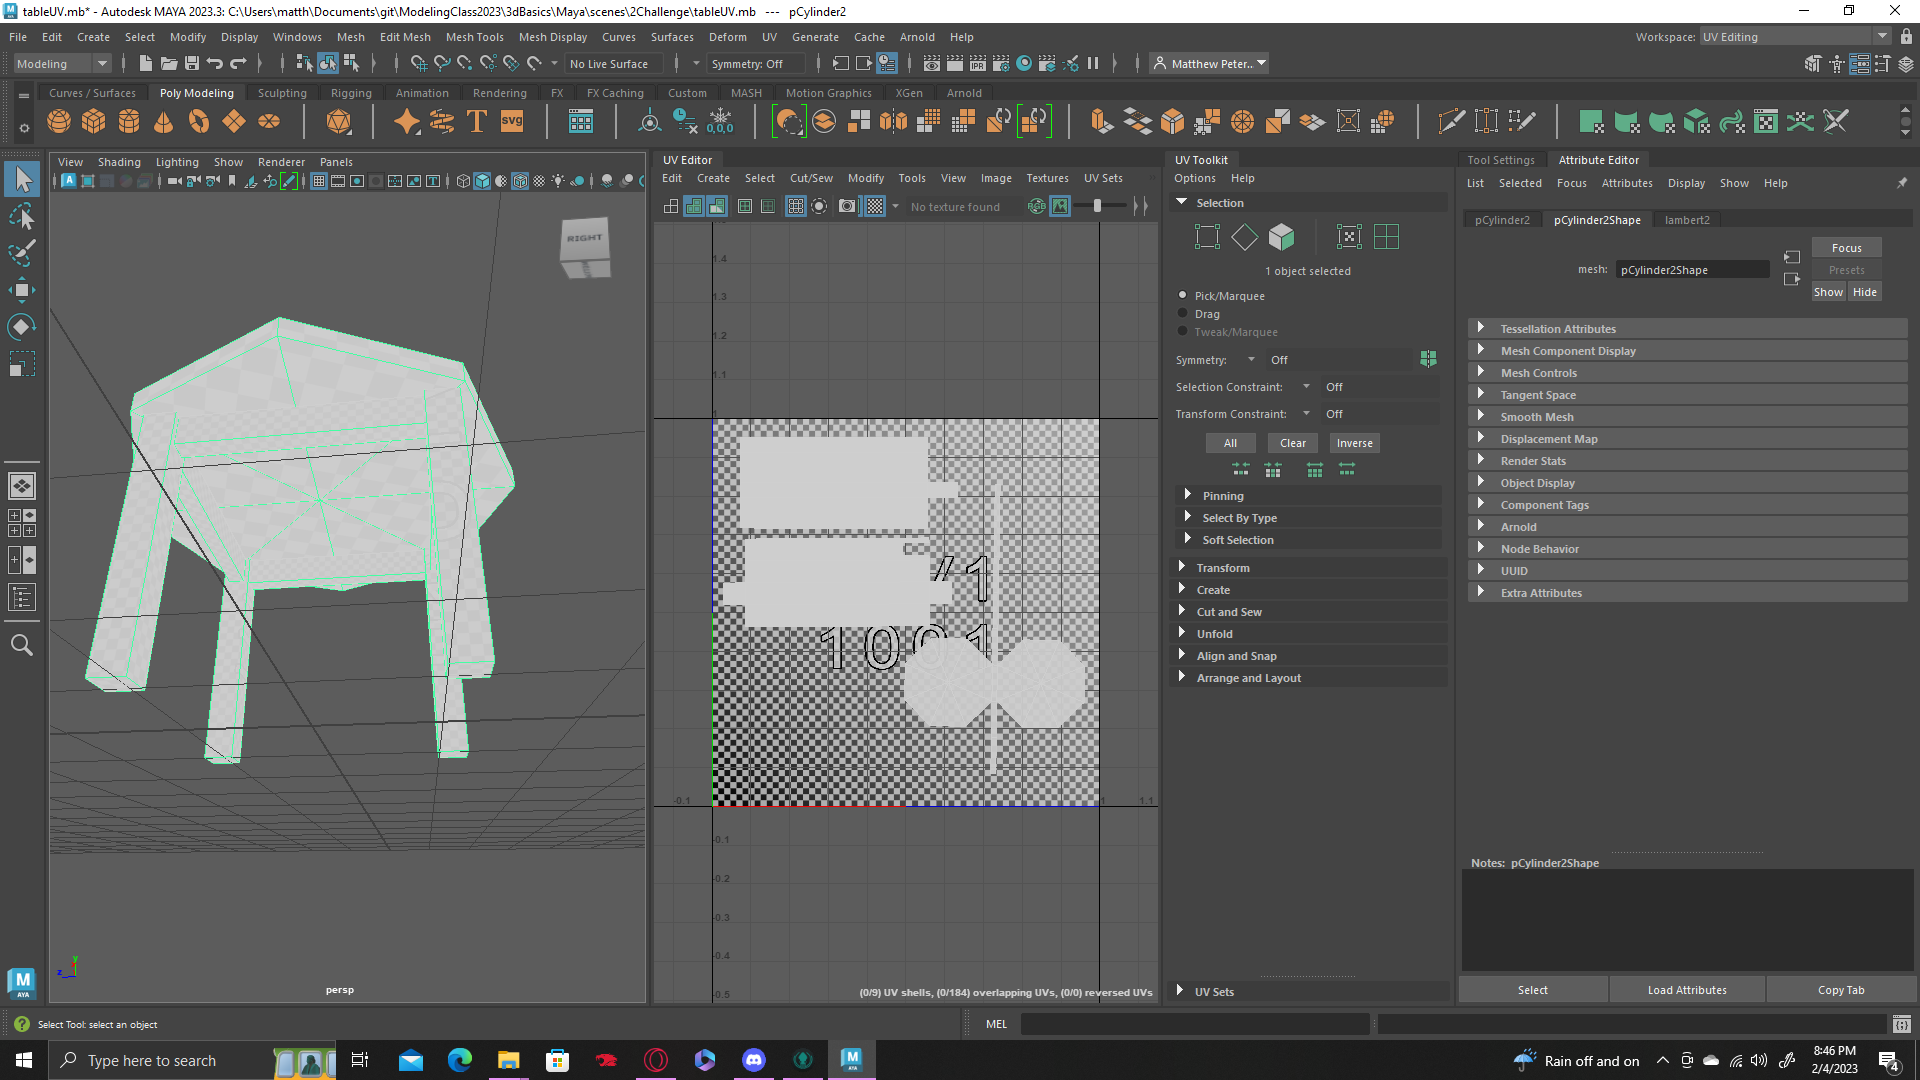 tableUV.mb* - Autodesk MAYA 2023.3: C:\Users\matth\Documents\git\ModelingClass2023\3dBasics\Maya\scenes\2Challenge\tableUV.mb --- pCylinder2
File Edit Create Select Modify Display Windows Mesh Edit Mesh Mesh Tools Mesh Display Curves Surfaces Deform UV Generate Cache Arnold Help
Workspace: UV Editing
Modeling
No Live Surface
Symmetry: Off
Matthew Peter..
Curves / Surfaces Poly Modeling Sculpting Rigging Animation Rendering FX FX Caching Custom MASH Motion Graphics XGen Arnold
T svg 0,0,0
View Shading Lighting Show Renderer Panels
RIGHT
persp
y
z
UV Editor
Edit Create Select Cut/Sew Modify Tools View Image Textures UV Sets
No texture found
RGB
1.4
1.3
1.2
1.1
1
/1
1001
-0.1 1 1.1
-0.1
-0.2
-0.3
-0.4
-0.5
(0/9) UV shells, (0/184) overlapping UVs, (0/0) reversed UVs
UV Toolkit
Options Help
Selection
1 object selected
Pick/Marquee
Drag
Tweak/Marquee
Symmetry: Off
Selection Constraint: Off
Transform Constraint: Off
All Clear Inverse
Pinning
Select By Type
Soft Selection
Transform
Create
Cut and Sew
Unfold
Align and Snap
Arrange and Layout
UV Sets
Tool Settings Attribute Editor
List Selected Focus Attributes Display Show Help
pCylinder2 pCylinder2Shape lambert2
mesh: pCylinder2Shape
Focus
Presets
Show Hide
Tessellation Attributes
Mesh Component Display
Mesh Controls
Tangent Space
Smooth Mesh
Displacement Map
Render Stats
Object Display
Component Tags
Arnold
Node Behavior
UUID
Extra Attributes
Notes: pCylinder2Shape
Select Load Attributes Copy Tab
M
AYA
Select Tool: select an object
MEL
Type here to search
Rain off and on
8:46 PM
2/4/2023
4